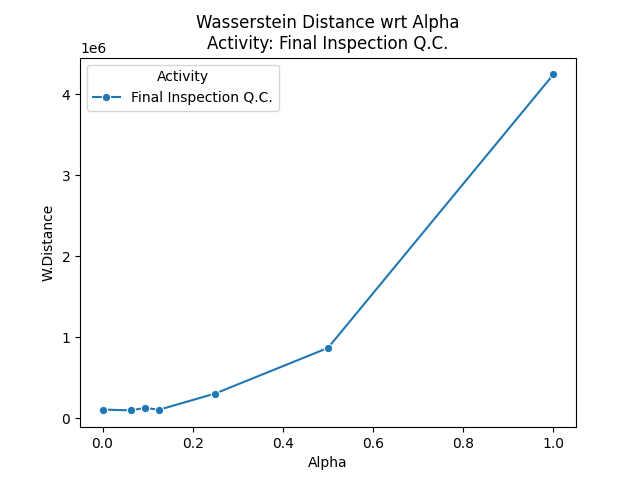 Wasserstein Distance wrt Alpha
Activity: Final Inspection Q.C.
1e6
Activity
Final Inspection Q.C.
4
3
2
1
0
W.Distance
0.0 0.2 0.4 0.6 0.8 1.0
Alpha